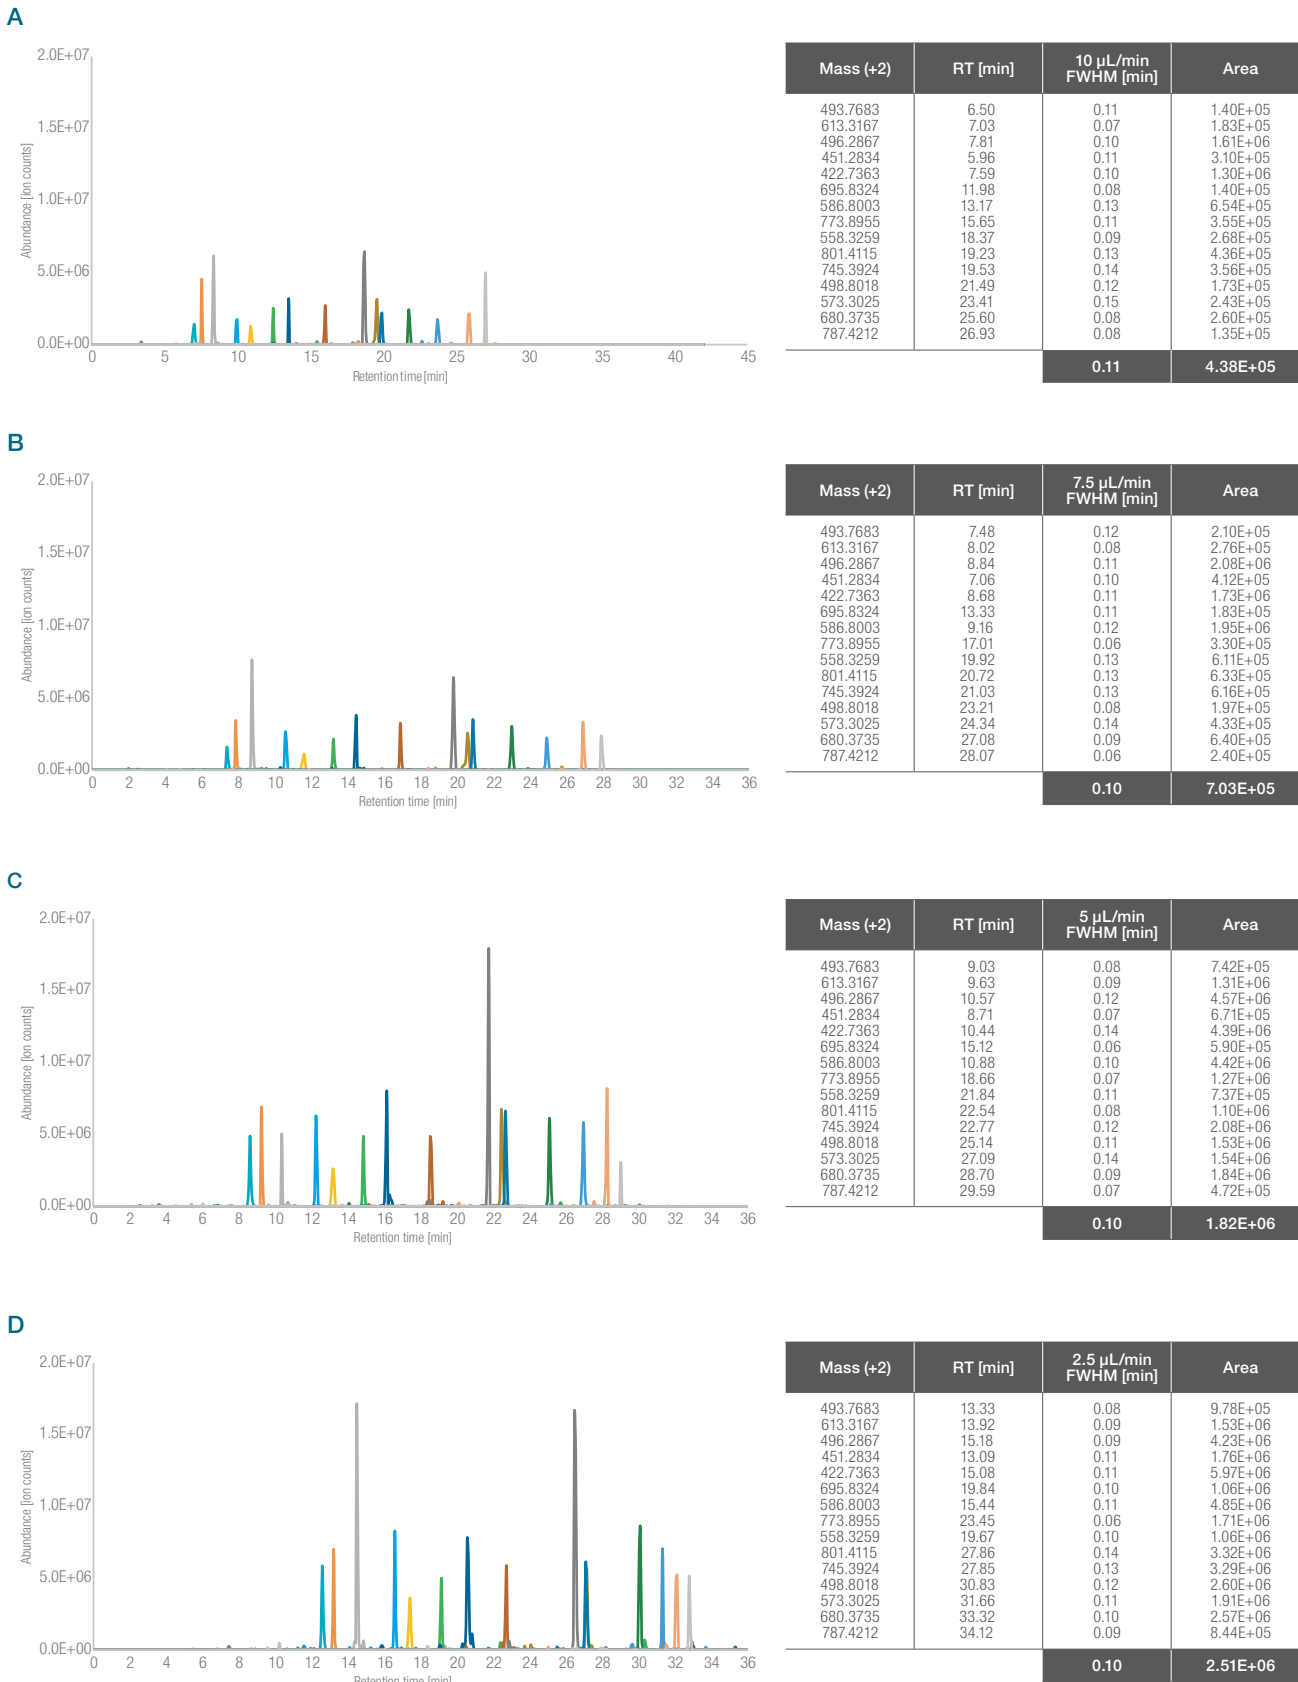 A
2.0E+07
1.5E+07
1.0E+07
5.0E+06
0.0E+00
Abundance [ion counts]
0 5 10 15 20 25 30 35 40 45
Retention time [min]
Mass (+2) RT [min] 10 µL/min FWHM [min] Area
493.7683 6.50 0.11 1.40E+05
613.3167 7.03 0.07 1.83E+05
496.2867 7.81 0.10 1.61E+06
451.2834 5.96 0.11 3.10E+05
422.7363 7.59 0.10 1.30E+06
695.8324 11.98 0.08 1.40E+05
586.8003 13.17 0.13 6.54E+05
773.8955 15.65 0.11 3.55E+05
558.3259 18.37 0.09 2.68E+05
801.4115 19.23 0.13 4.36E+05
745.3924 19.53 0.14 3.56E+05
498.8018 21.49 0.12 1.73E+05
573.3025 23.41 0.15 2.43E+05
680.3735 25.60 0.08 2.60E+05
787.4212 26.93 0.08 1.35E+05
0.11 4.38E+05
B
2.0E+07
1.5E+07
1.0E+07
5.0E+06
0.0E+00
Abundance [ion counts]
0 2 4 6 8 10 12 14 16 18 20 22 24 26 28 30 32 34 36
Retention time [min]
Mass (+2) RT [min] 7.5 µL/min FWHM [min] Area
493.7683 7.48 0.12 2.10E+05
613.3167 8.02 0.08 2.76E+05
496.2867 8.84 0.11 2.08E+06
451.2834 7.06 0.10 4.12E+05
422.7363 8.68 0.11 1.73E+06
695.8324 13.33 0.11 1.83E+05
586.8003 9.16 0.12 1.95E+06
773.8955 17.01 0.06 3.30E+05
558.3259 19.92 0.13 6.11E+05
801.4115 20.72 0.13 6.33E+05
745.3924 21.03 0.13 6.16E+05
498.8018 23.21 0.08 1.97E+05
573.3025 24.34 0.14 4.33E+05
680.3735 27.08 0.09 6.40E+05
787.4212 28.07 0.06 2.40E+05
0.10 7.03E+05
C
2.0E+07
1.5E+07
1.0E+07
5.0E+06
0.0E+00
Abundance [ion counts]
0 2 4 6 8 10 12 14 16 18 20 22 24 26 28 30 32 34 36
Retention time [min]
Mass (+2) RT [min] 5 µL/min FWHM [min] Area
493.7683 9.03 0.08 7.42E+05
613.3167 9.63 0.09 1.31E+06
496.2867 10.57 0.12 4.57E+06
451.2834 8.71 0.07 6.71E+05
422.7363 10.44 0.14 4.39E+06
695.8324 15.12 0.06 5.90E+05
586.8003 10.88 0.10 4.42E+06
773.8955 18.66 0.07 1.27E+06
558.3259 21.84 0.11 7.37E+05
801.4115 22.54 0.08 1.10E+06
745.3924 22.77 0.12 2.08E+06
498.8018 25.14 0.11 1.53E+06
573.3025 27.09 0.14 1.54E+06
680.3735 28.70 0.09 1.84E+06
787.4212 29.59 0.07 4.72E+05
0.10 1.82E+06
D
2.0E+07
1.5E+07
1.0E+07
5.0E+06
0.0E+00
Abundance [ion counts]
0 2 4 6 8 10 12 14 16 18 20 22 24 26 28 30 32 34 36
Retention time [min]
Mass (+2) RT [min] 2.5 µL/min FWHM [min] Area
493.7683 13.33 0.08 9.78E+05
613.3167 13.92 0.09 1.53E+06
496.2867 15.18 0.09 4.23E+06
451.2834 13.09 0.11 1.76E+06
422.7363 15.08 0.11 5.97E+06
695.8324 19.84 0.10 1.06E+06
586.8003 15.44 0.11 4.85E+06
773.8955 23.45 0.06 1.71E+06
558.3259 19.67 0.10 1.06E+06
801.4115 27.86 0.14 3.32E+06
745.3924 27.85 0.13 3.29E+06
498.8018 30.83 0.12 2.60E+06
573.3025 31.66 0.11 1.91E+06
680.3735 33.32 0.10 2.57E+06
787.4212 34.12 0.09 8.44E+05
0.10 2.51E+06